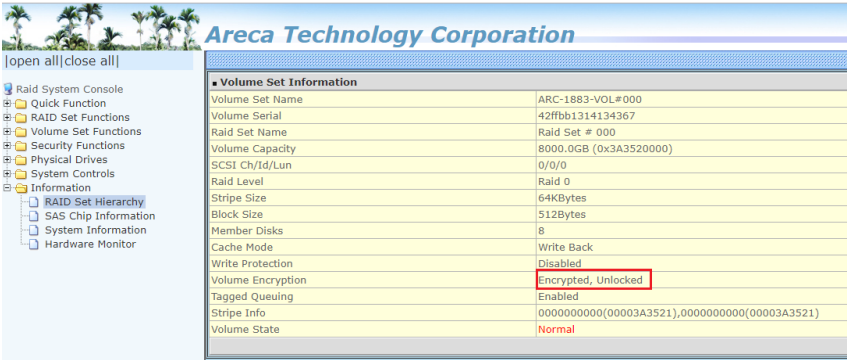 Areca Technology Corporation
|open all|close all|
Raid System Console
Quick Function
RAID Set Functions
Volume Set Functions
Security Functions
Physical Drives
System Controls
Information
RAID Set Hierarchy
SAS Chip Information
System Information
Hardware Monitor
Volume Set Information
Volume Set Name ARC-1883-VOL#000
Volume Serial 42ffbb1314134367
Raid Set Name Raid Set # 000
Volume Capacity 8000.0GB (0x3A3520000)
SCSI Ch/Id/Lun 0/0/0
Raid Level Raid 0
Stripe Size 64KBytes
Block Size 512Bytes
Member Disks 8
Cache Mode Write Back
Write Protection Disabled
Volume Encryption Encrypted, Unlocked
Tagged Queuing Enabled
Stripe Info 0000000000(00003A3521),0000000000(00003A3521)
Volume State Normal